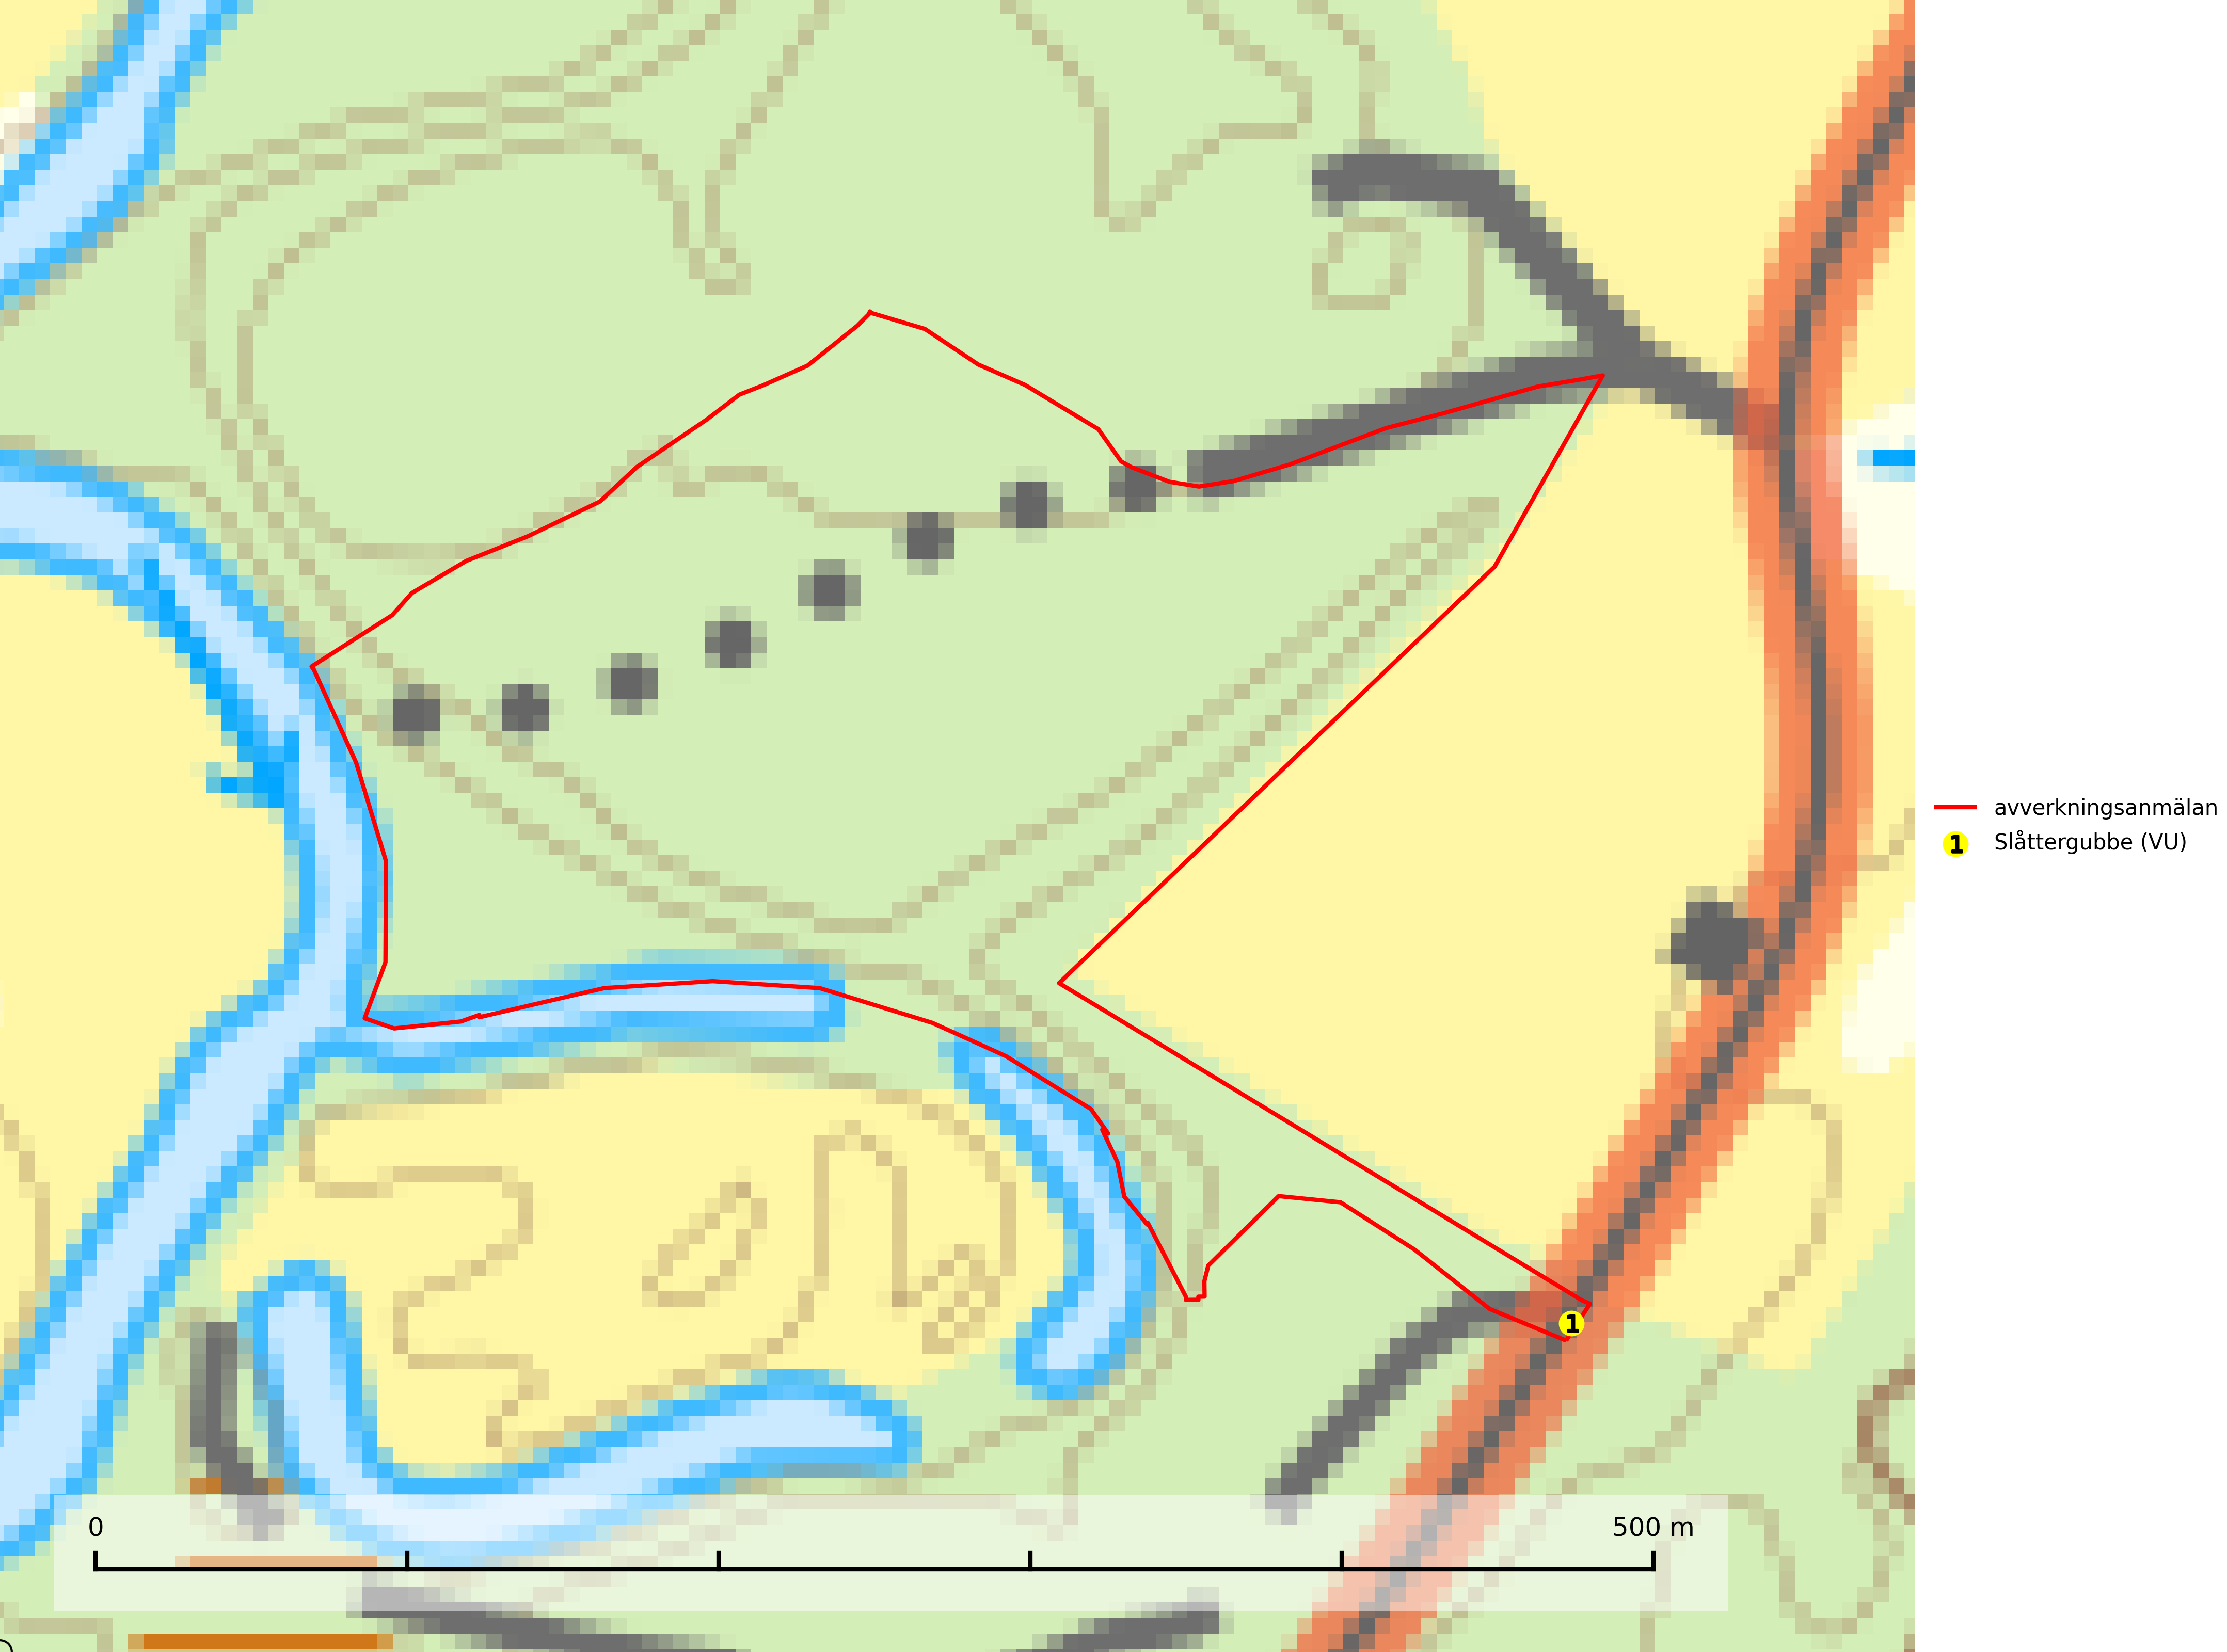 avverkningsanmälan
1 Slåttergubbe (VU)
1
0 500 m